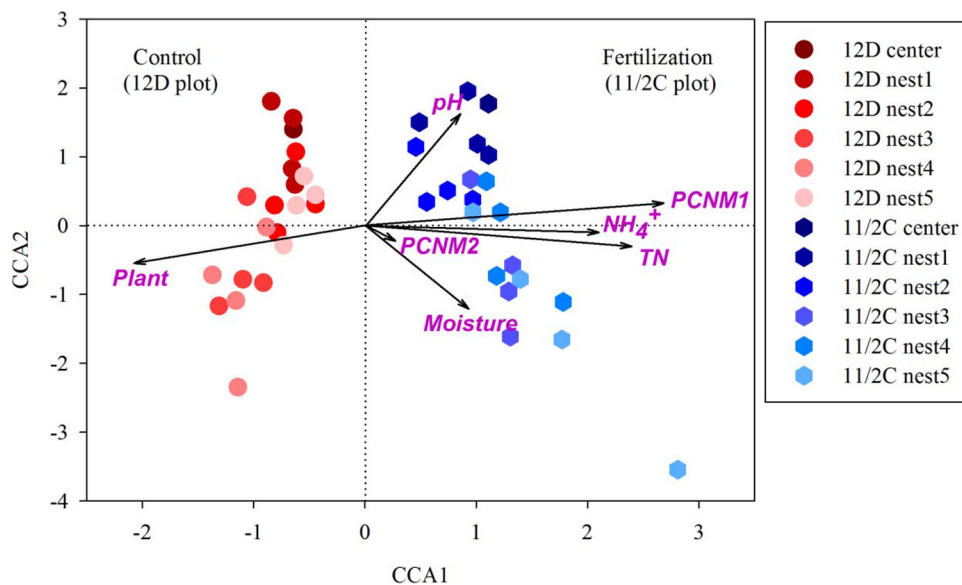 3
2
1
0
-1
-2
-3
-4
CCA2
Control
(12D plot)
Fertilization
(11/2C plot)
pH
PCNM1
NH4+
TN
PCNM2
Plant
Moisture
-2
-1
0
1
2
3
CCA1
12D center
12D nest1
12D nest2
12D nest3
12D nest4
12D nest5
11/2C center
11/2C nest1
11/2C nest2
11/2C nest3
11/2C nest4
11/2C nest5